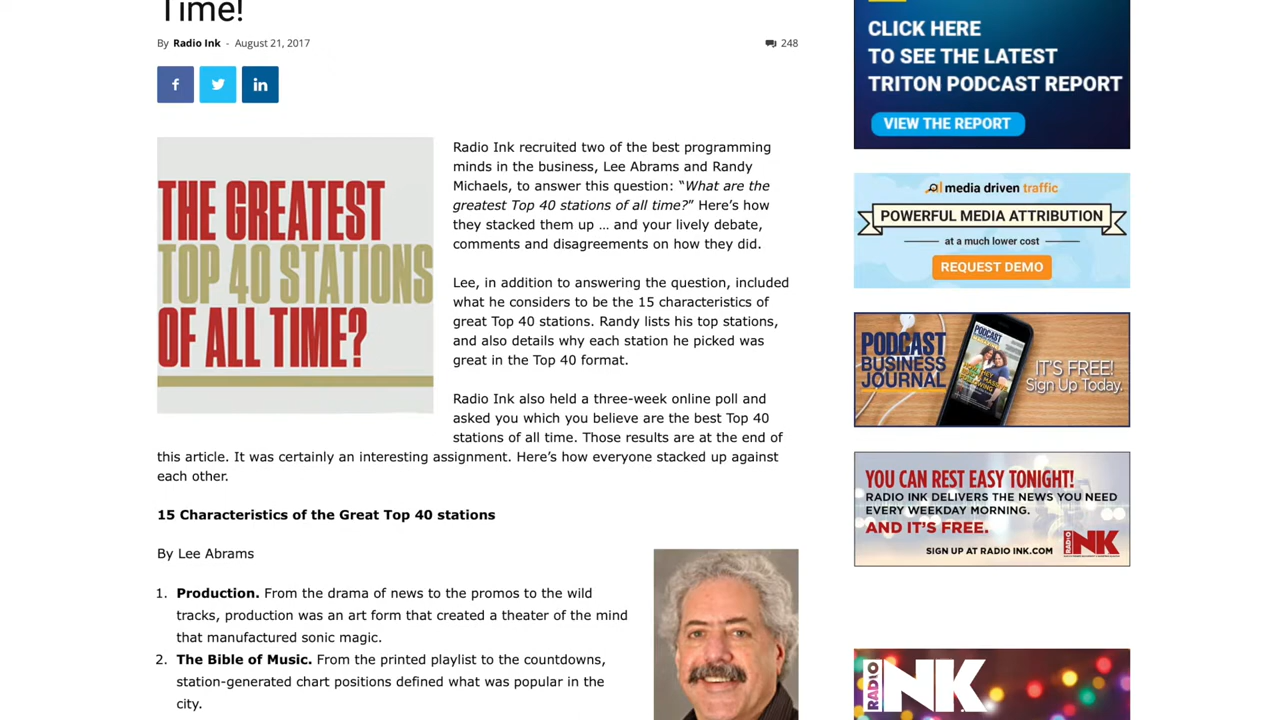 Time!
By Radio Ink - August 21, 2017
248
f
in
THE GREATEST
TOP 40 STATIONS
OF ALL TIME?
Radio Ink recruited two of the best programming
minds in the business, Lee Abrams and Randy
Michaels, to answer this question: “What are the
greatest Top 40 stations of all time?” Here’s how
they stacked them up … and your lively debate,
comments and disagreements on how they did.
Lee, in addition to answering the question, included
what he considers to be the 15 characteristics of
great Top 40 stations. Randy lists his top stations,
and also details why each station he picked was
great in the Top 40 format.
Radio Ink also held a three-week online poll and
asked you which you believe are the best Top 40
stations of all time. Those results are at the end of
this article. It was certainly an interesting assignment. Here’s how everyone stacked up against
each other.
15 Characteristics of the Great Top 40 stations
By Lee Abrams
1. Production. From the drama of news to the promos to the wild
tracks, production was an art form that created a theater of the mind
that manufactured sonic magic.
2. The Bible of Music. From the printed playlist to the countdowns,
station-generated chart positions defined what was popular in the
city.
CLICK HERE
TO SEE THE LATEST
TRITON PODCAST REPORT
VIEW THE REPORT
media driven traffic
POWERFUL MEDIA ATTRIBUTION
at a much lower cost
REQUEST DEMO
PODCAST
BUSINESS
JOURNAL
IT'S FREE!
Sign Up Today.
YOU CAN REST EASY TONIGHT!
RADIO INK DELIVERS THE NEWS YOU NEED
EVERY WEEKDAY MORNING.
AND IT'S FREE.
SIGN UP AT RADIO INK.COM
RADIO INK
RADIO INK